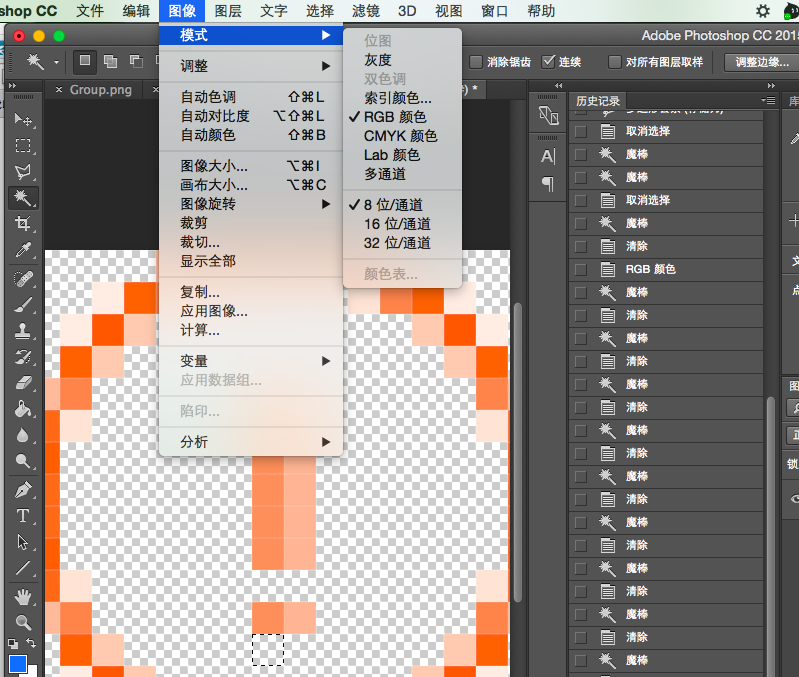 shop CC 文件 编辑 图像 图层 文字 选择 滤镜 3D 视图 窗口 帮助
Adobe Photoshop CC 201
消除锯齿 连续 对所有图层取样 调整边缘...
× Group.png ×
) *
模式
调整
自动色调 ⇧⌘L
自动对比度 ⌥⇧⌘L
自动颜色 ⇧⌘B
图像大小... ⌥⌘I
画布大小... ⌥⌘C
图像旋转
裁剪
裁切...
显示全部
复制...
应用图像...
计算...
变量
应用数据组...
陷印...
分析
位图
灰度
双色调
索引颜色...
✓ RGB 颜色
CMYK 颜色
Lab 颜色
多通道
✓ 8 位/通道
16 位/通道
32 位/通道
颜色表...
A
T
历史记录
取消选择
魔棒
魔棒
取消选择
魔棒
清除
RGB 颜色
魔棒
清除
魔棒
清除
魔棒
清除
魔棒
清除
魔棒
清除
魔棒
清除
魔棒
清除
魔棒
清除
魔棒
库
文
点
图
正
锁